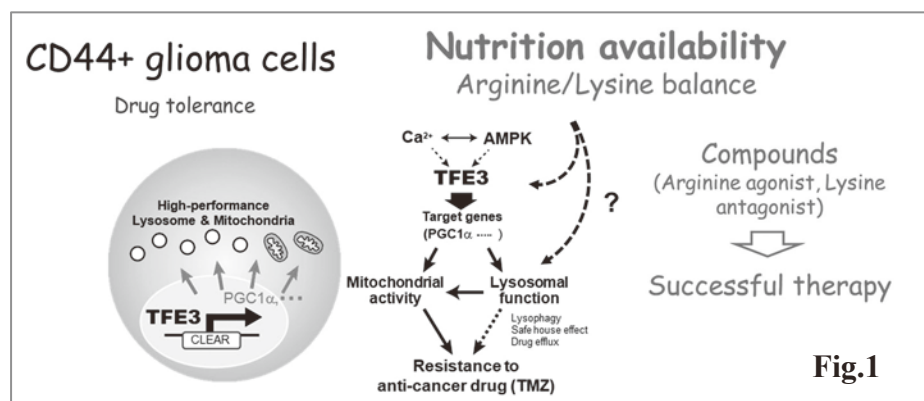 CD44+ glioma cells
Drug tolerance
High-performance
Lysosome & Mitochondria
PGC1α, ···
TFE3
CLEAR
Nutrition availability
Arginine/Lysine balance
Ca²⁺ AMPK
TFE3
Target genes
(PGC1α ····· )
?
Mitochondrial
activity
Lysosomal
function
Lysophagy
Safe house effect
Drug efflux
Resistance to
anti-cancer drug (TMZ)
Compounds
(Arginine agonist, Lysine
antagonist)
Successful therapy
Fig.1